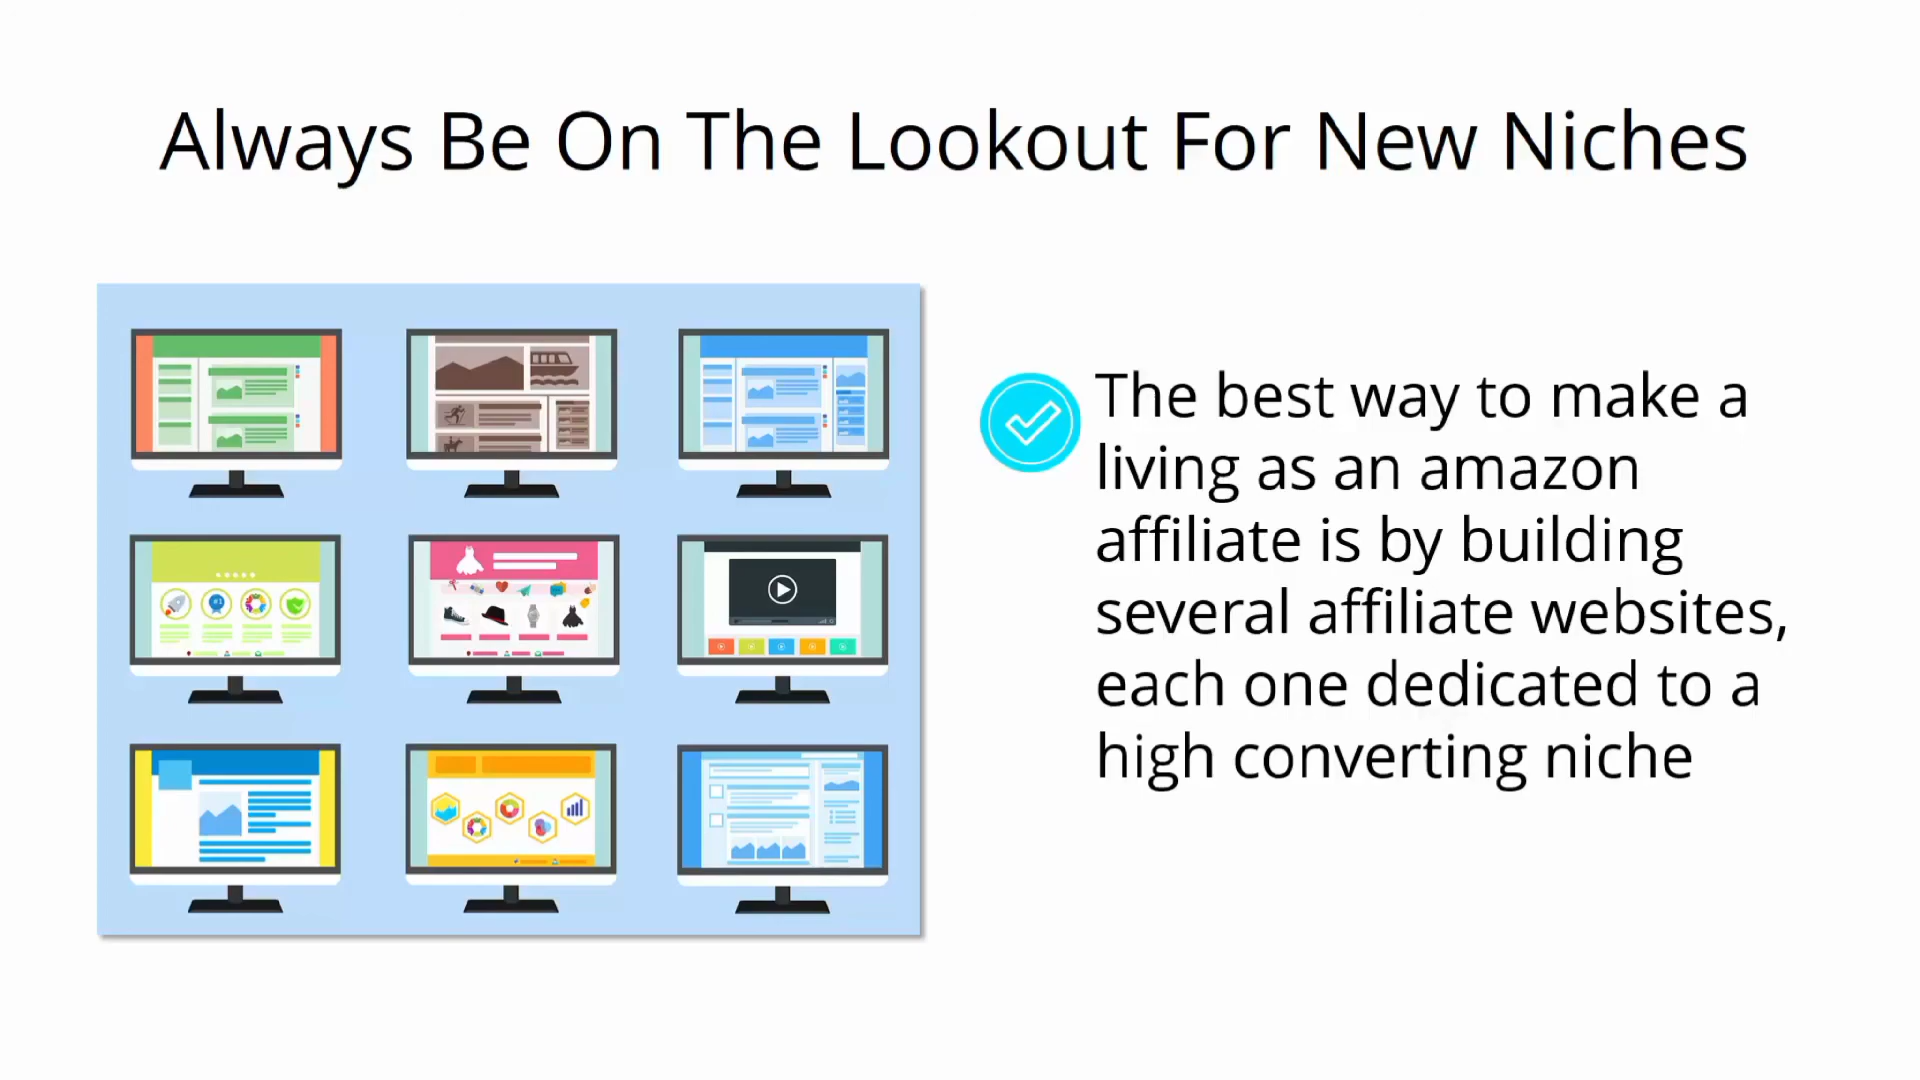 Always Be On The Lookout For New Niches
The best way to make a
living as an amazon
affiliate is by building
several affiliate websites,
each one dedicated to a
high converting niche
#1